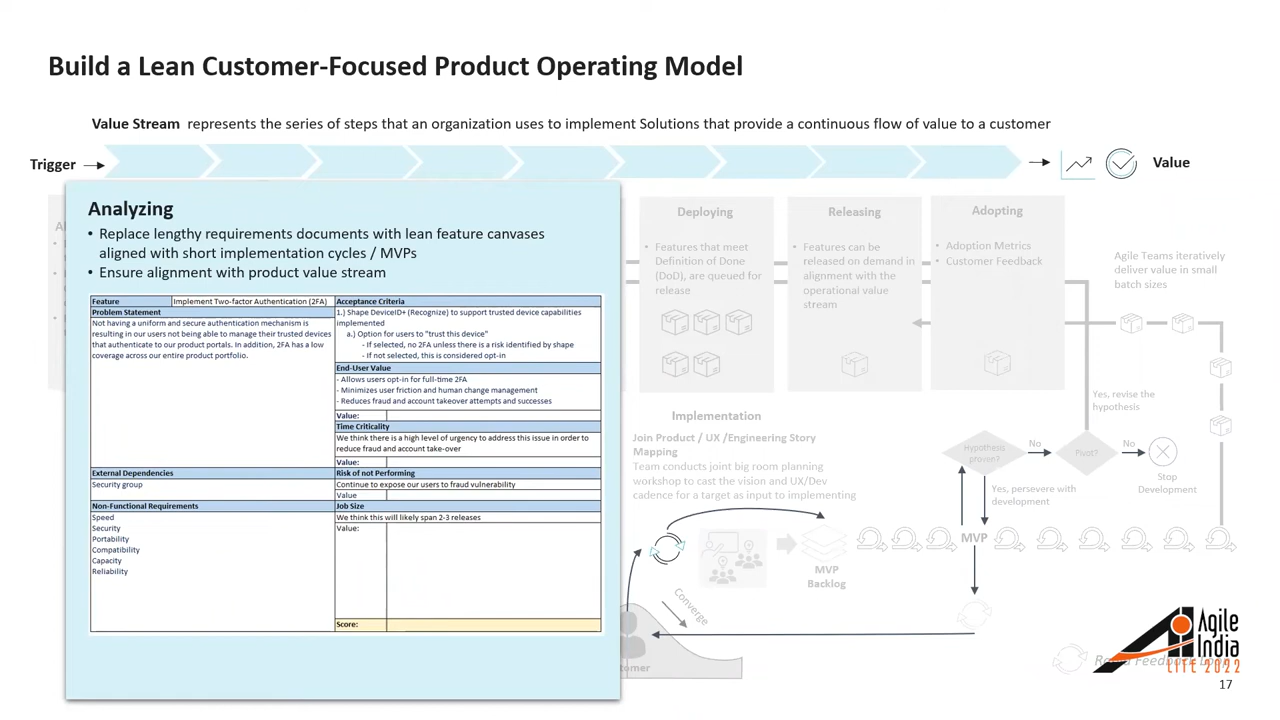 Build a Lean Customer-Focused Product Operating Model
Value Stream represents the series of steps that an organization uses to implement Solutions that provide a continuous flow of value to a customer
Trigger
Value
Analyzing
• Replace lengthy requirements documents with lean feature canvases
aligned with short implementation cycles / MVPs
• Ensure alignment with product value stream
Feature
Implement Two-factor Authentication (2FA)
Problem Statement
Not having a uniform and secure authentication mechanism is
resulting in our users not being able to manage their trusted devices
that authenticate to our product portals. In addition, 2FA has a low
coverage across our entire product portfolio.
External Dependencies
Security group
Non-Functional Requirements
Speed
Security
Portability
Compatibility
Capacity
Reliability
Acceptance Criteria
1.) Shape DeviceID+ (Recognize) to support trusted device capabilities
implemented
a.) Option for users to "trust this device"
- If selected, no 2FA unless there is a risk identified by shape
- If not selected, this is considered opt-in
End-User Value
- Allows users opt-in for full-time 2FA
- Minimizes user friction and human change management
- Reduces fraud and account takeover attempts and successes
Value:
Time Criticality
We think there is a high level of urgency to address this issue in order to
reduce fraud and account take-over
Value:
Risk of not Performing
Continue to expose our users to fraud vulnerability
Value
Job Size
We think this will likely span 2-3 releases
Value:
Score:
Deploying
• Features that meet
Definition of Done
(DoD), are queued for
release
Releasing
• Features can be
released on demand in
alignment with the
operational value
stream
Adopting
• Adoption Metrics
• Customer Feedback
Agile Teams iteratively
deliver value in small
batch sizes
Implementation
Join Product / UX /Engineering Story
Mapping
Team conducts joint big room planning
workshop to cast the vision and UX/Dev
cadence for a target as input to implementing
Yes, revise the
hypothesis
Hypothesis
proven?
No
Pivot?
No
Stop
Development
Yes, persevere with
development
MVP
MVP
Backlog
Converge
Agile
India
LITE 2022
17